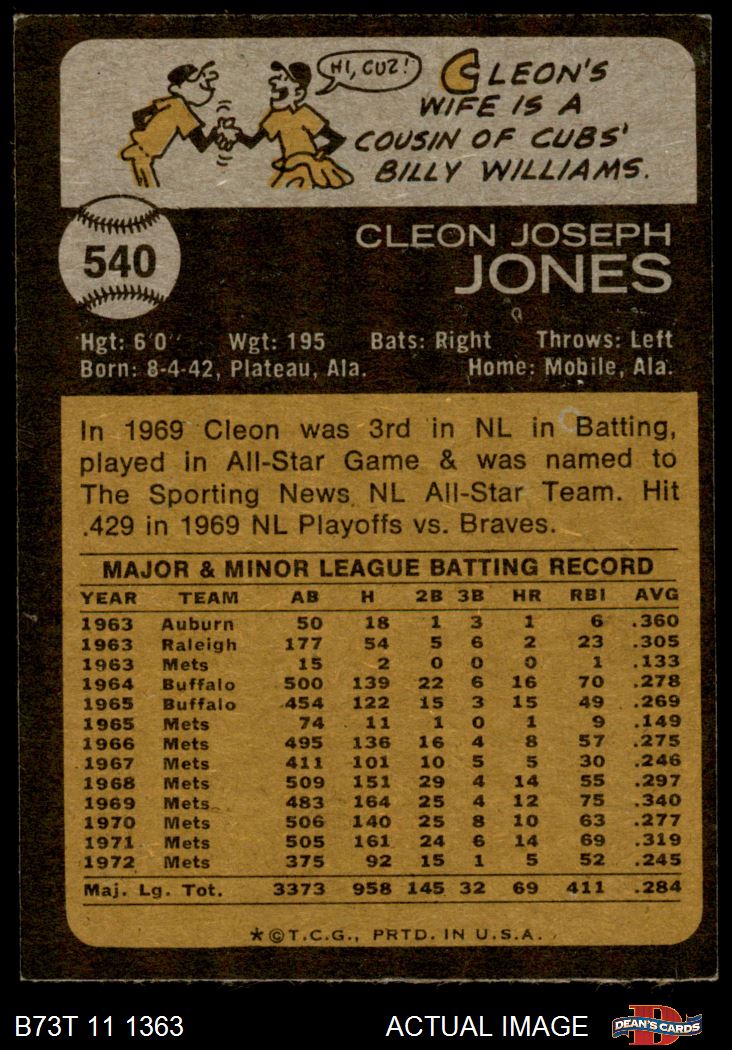 HI, CUZ!
CLEON'S
WIFE IS A
COUSIN OF CUBS'
BILLY WILLIAMS.
540
CLEON JOSEPH
JONES
Hgt: 6'0" Wgt: 195 Bats: Right Throws: Left
Born: 8-4-42, Plateau, Ala. Home: Mobile, Ala.
In 1969 Cleon was 3rd in NL in Batting,
played in All-Star Game & was named to
The Sporting News NL All-Star Team. Hit
.429 in 1969 NL Playoffs vs. Braves.
MAJOR & MINOR LEAGUE BATTING RECORD
YEAR TEAM AB H 2B 3B HR RBI AVG
1963 Auburn 50 18 1 3 1 6 .360
1963 Raleigh 177 54 5 6 2 23 .305
1963 Mets 15 2 0 0 0 1 .133
1964 Buffalo 500 139 22 6 16 70 .278
1965 Buffalo 454 122 15 3 15 49 .269
1965 Mets 74 11 1 0 1 9 .149
1966 Mets 495 136 16 4 8 57 .275
1967 Mets 411 101 10 5 5 30 .246
1968 Mets 509 151 29 4 14 55 .297
1969 Mets 483 164 25 4 12 75 .340
1970 Mets 506 140 25 8 10 63 .277
1971 Mets 505 161 24 6 14 69 .319
1972 Mets 375 92 15 1 5 52 .245
Maj. Lg. Tot. 3373 958 145 32 69 411 .284
*©T.C.G., PRTD. IN U.S.A.
B73T 11 1363 ACTUAL IMAGE
D DEAN'S CARDS